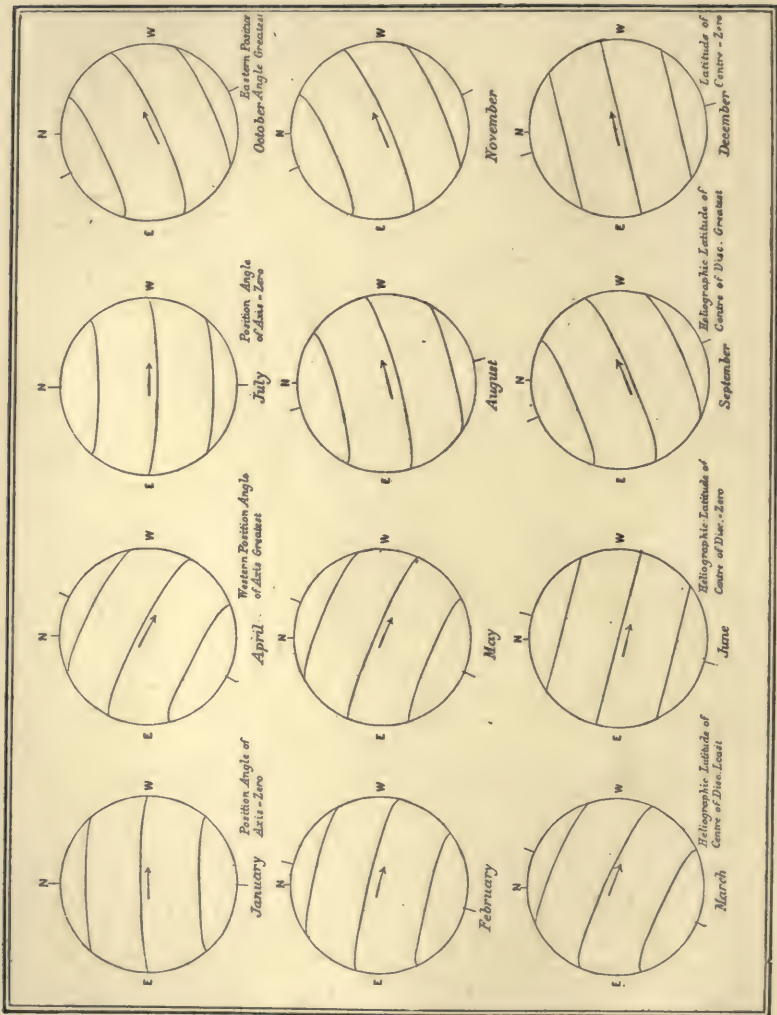 N
E W
Position Angle of
Axis = Zero
January
N
E W
Western Position Angle
of Axis Greatest
April
N
E W
Position Angle
of Axis = Zero
July
N
E W
Eastern Position
Angle Greatest
October
N
E W
February
N
E W
May
N
E W
August
N
E W
November
N
E W
Heliographic Latitude of
Centre of Disc. Least
March
N
E W
Heliographic Latitude of
Centre of Disc. = Zero
June
N
E W
Heliographic Latitude of
Centre of Disc. Greatest
September
N
E W
Latitude of
Centre = Zero
December